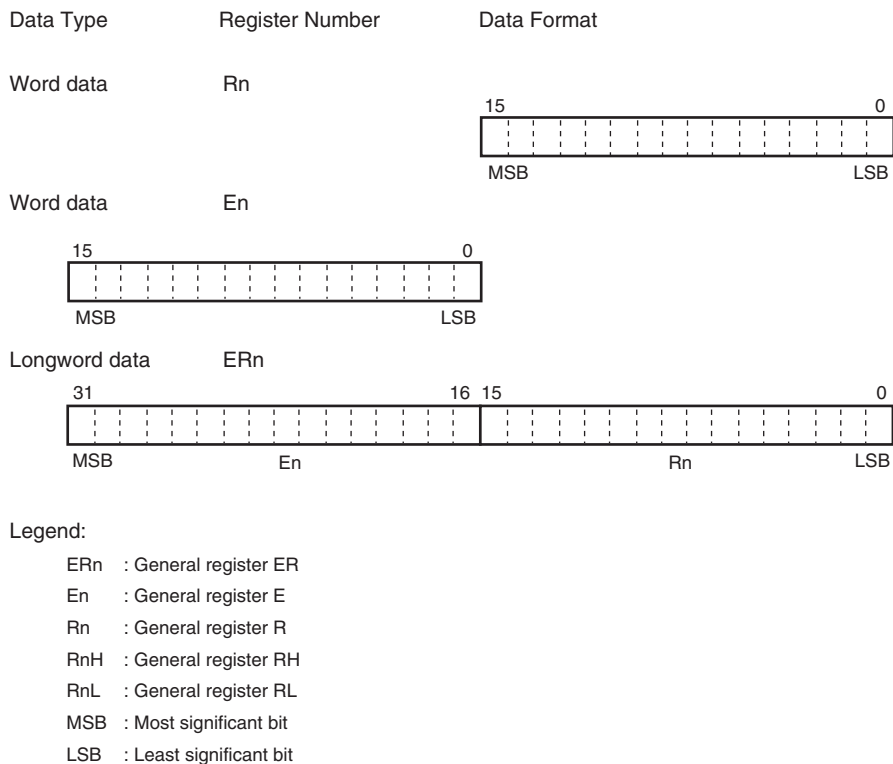 Data Type Register Number Data Format
Word data Rn
15 0
MSB LSB
Word data En
15 0
MSB LSB
Longword data ERn
31 16 15 0
MSB En Rn LSB
Legend:
ERn : General register ER
En : General register E
Rn : General register R
RnH : General register RH
RnL : General register RL
MSB : Most significant bit
LSB : Least significant bit